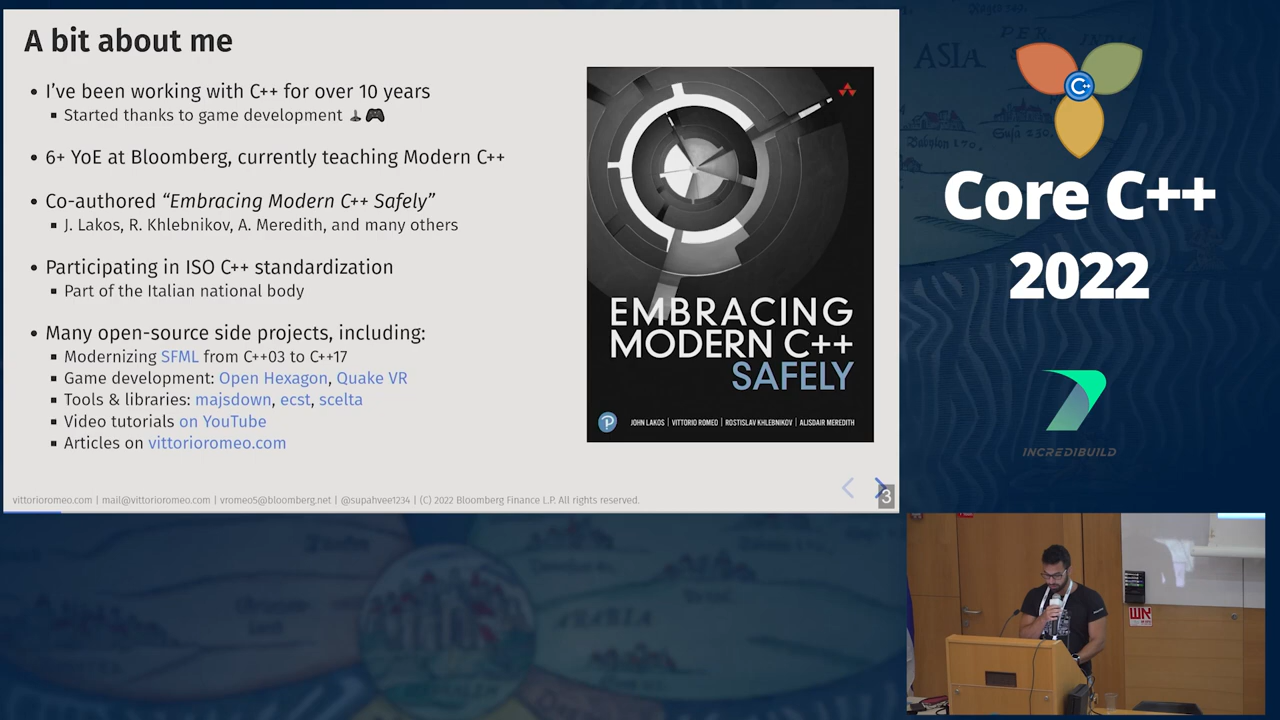 A bit about me
• I've been working with C++ for over 10 years
▪ Started thanks to game development 🕹🎮
• 6+ YoE at Bloomberg, currently teaching Modern C++
• Co-authored “Embracing Modern C++ Safely”
▪ J. Lakos, R. Khlebnikov, A. Meredith, and many others
• Participating in ISO C++ standardization
▪ Part of the Italian national body
• Many open-source side projects, including:
▪ Modernizing SFML from C++03 to C++17
▪ Game development: Open Hexagon, Quake VR
▪ Tools & libraries: majsdown, ecst, scelta
▪ Video tutorials on YouTube
▪ Articles on vittorioromeo.com
EMBRACING
MODERN C++
SAFELY
P
JOHN LAKOS | VITTORIO ROMEO | ROSTISLAV KHLEBNIKOV | ALISDAIR MEREDITH
vittorioromeo.com | mail@vittorioromeo.com | vromeo5@bloomberg.net | @supahvee1234 | (C) 2022 Bloomberg Finance L.P. All rights reserved.
3
ASIA
PER
INDIA
C++
Core C++
2022
INCREDIBUILD
ARABIA
אש